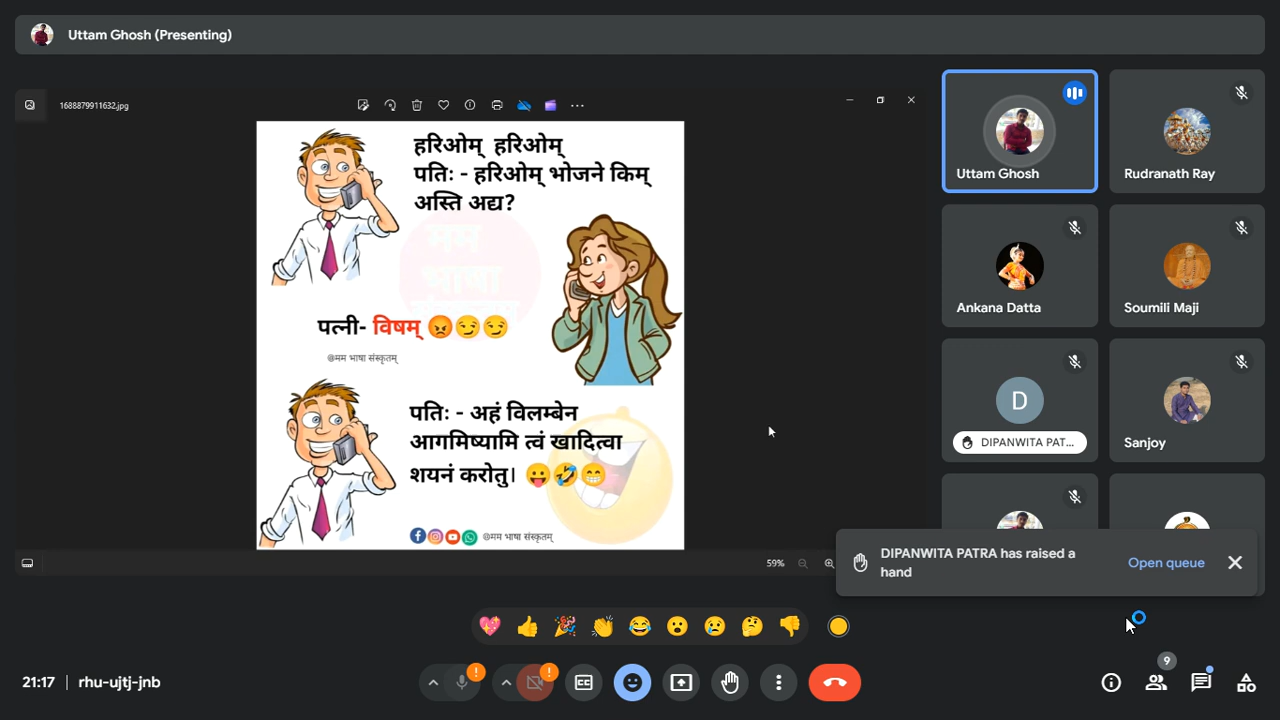 Uttam Ghosh (Presenting)
1688879911632.jpg
हरिओम् हरिओम्
पतिः - हरिओम् भोजने किम्
अस्ति अद्य?
मम
भाषा
पत्नी- विषम् 😡😏😏
@मम भाषा संस्कृतम्
पतिः - अहं विलम्बेन
आगमिष्यामि त्वं खादित्वा
शयनं करोतु। 😛🤣😁
@मम भाषा संस्कृतम्
59%
Uttam Ghosh
Rudranath Ray
Ankana Datta
Soumili Maji
D
DIPANWITA PAT...
Sanjoy
DIPANWITA PATRA has raised a
hand
Open queue
21:17 | rhu-ujtj-jnb
9